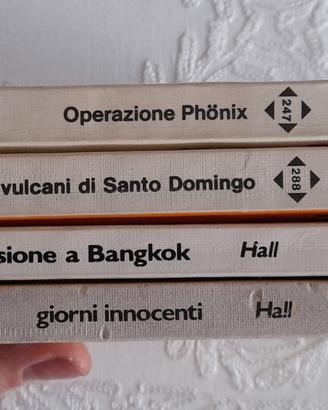 Operazione Phönix 247
vulcani di Santo Domingo 288
sione a Bangkok Hall
giorni innocenti Hall